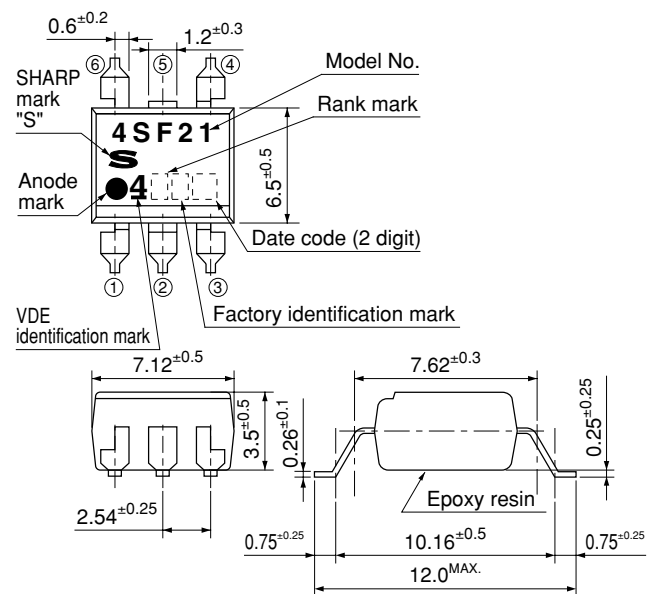 0.6±0.2
1.2±0.3
⑥ ⑤ ④
Model No.
SHARP
mark
"S"
Rank mark
4SF21
S
6.5±0.5
Anode
mark
4
Date code (2 digit)
① ② ③
VDE
identification mark
Factory identification mark
7.12±0.5
7.62±0.3
3.5±0.5
0.26±0.1
0.25±0.25
2.54±0.25
Epoxy resin
0.75±0.25
10.16±0.5
0.75±0.25
12.0MAX.